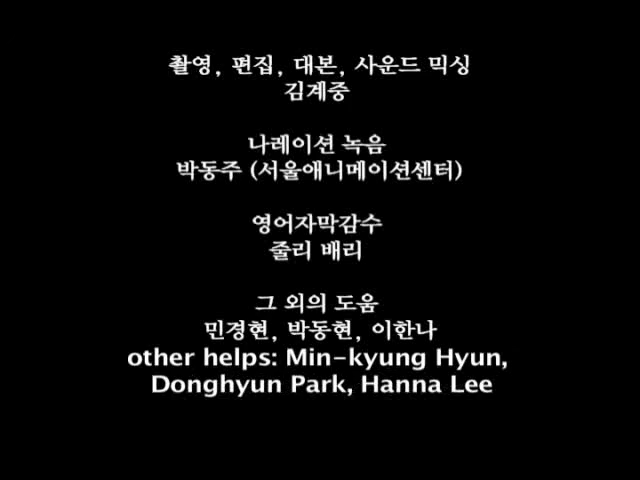 촬영, 편집, 대본, 사운드 믹싱
김계중
나레이션 녹음
박동주 (서울애니메이션센터)
영어자막감수
줄리 배리
그 외의 도움
민경현, 박동현, 이한나
other helps: Min-kyung Hyun,
Donghyun Park, Hanna Lee